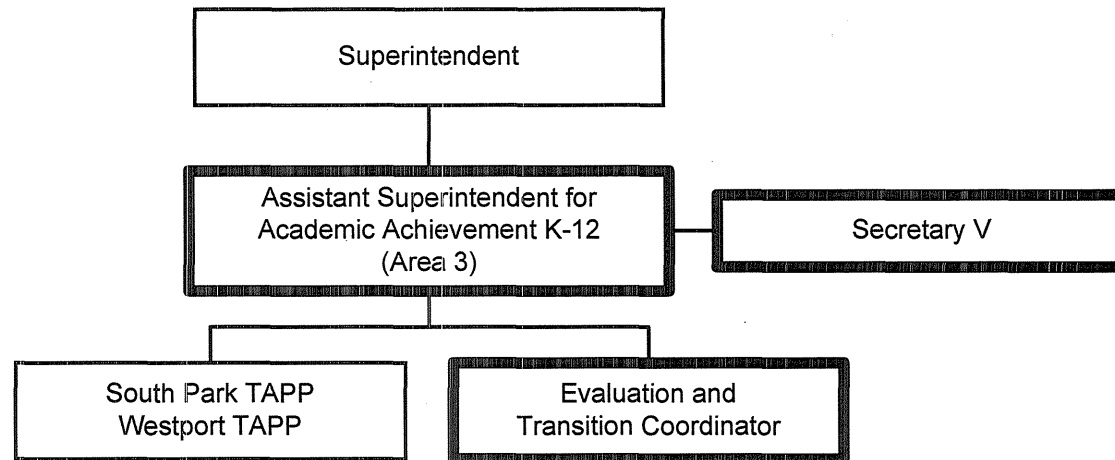 Superintendent
Assistant Superintendent for
Academic Achievement K-12
(Area 3)
Secretary V
South Park TAPP
Westport TAPP
Evaluation and
Transition Coordinator